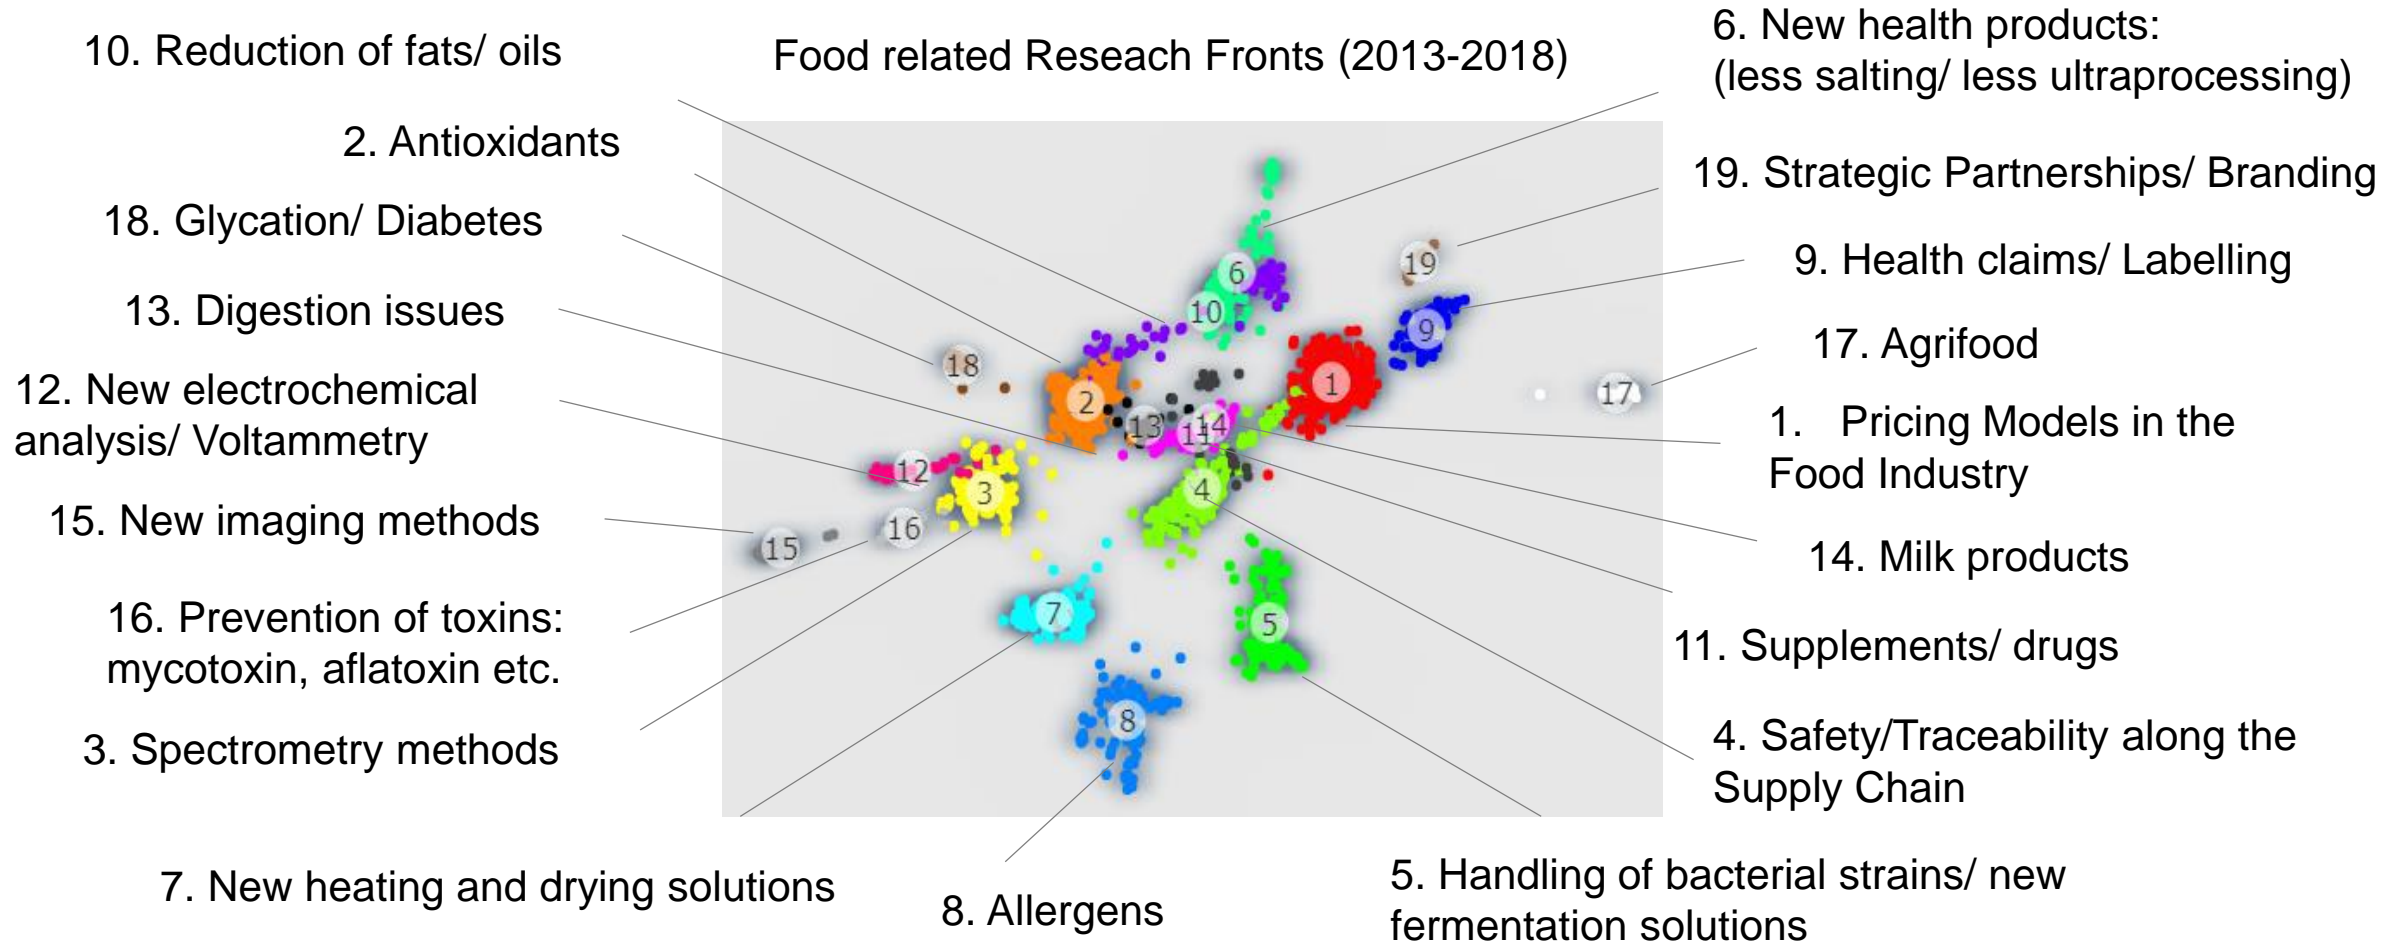 Food related Reseach Fronts (2013-2018)
10. Reduction of fats/ oils
2. Antioxidants
18. Glycation/ Diabetes
13. Digestion issues
12. New electrochemical
analysis/ Voltammetry
15. New imaging methods
16. Prevention of toxins:
mycotoxin, aflatoxin etc.
3. Spectrometry methods
7. New heating and drying solutions
8. Allergens
6. New health products:
(less salting/ less ultraprocessing)
19. Strategic Partnerships/ Branding
9. Health claims/ Labelling
17. Agrifood
1. Pricing Models in the
Food Industry
14. Milk products
11. Supplements/ drugs
4. Safety/Traceability along the
Supply Chain
5. Handling of bacterial strains/ new
fermentation solutions
6
19
10
9
18
1
17
2
13
11
14
12
3
4
16
15
7
5
8